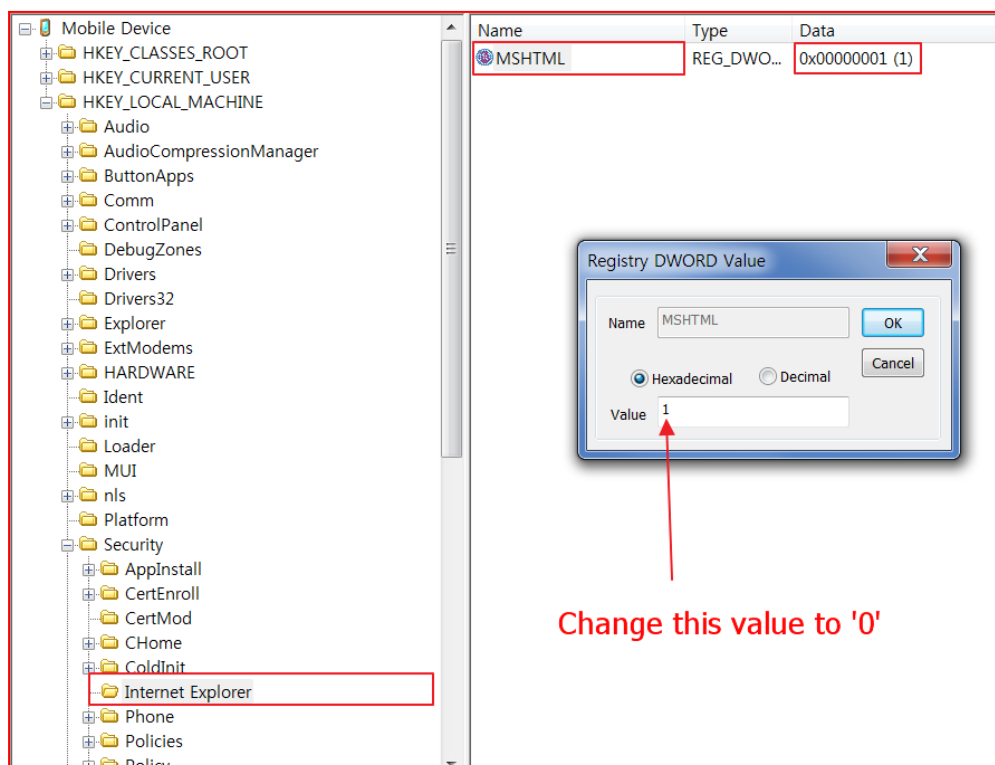 Mobile Device
HKEY_CLASSES_ROOT
HKEY_CURRENT_USER
HKEY_LOCAL_MACHINE
Audio
AudioCompressionManager
ButtonApps
Comm
ControlPanel
DebugZones
Drivers
Drivers32
Explorer
ExtModems
HARDWARE
Ident
init
Loader
MUI
nls
Platform
Security
AppInstall
CertEnroll
CertMod
CHome
ColdInit
Internet Explorer
Phone
Policies
Policy
Name Type Data
MSHTML REG_DWO... 0x00000001 (1)
Registry DWORD Value
Name MSHTML OK
Cancel
Hexadecimal Decimal
Value 1
Change this value to '0'